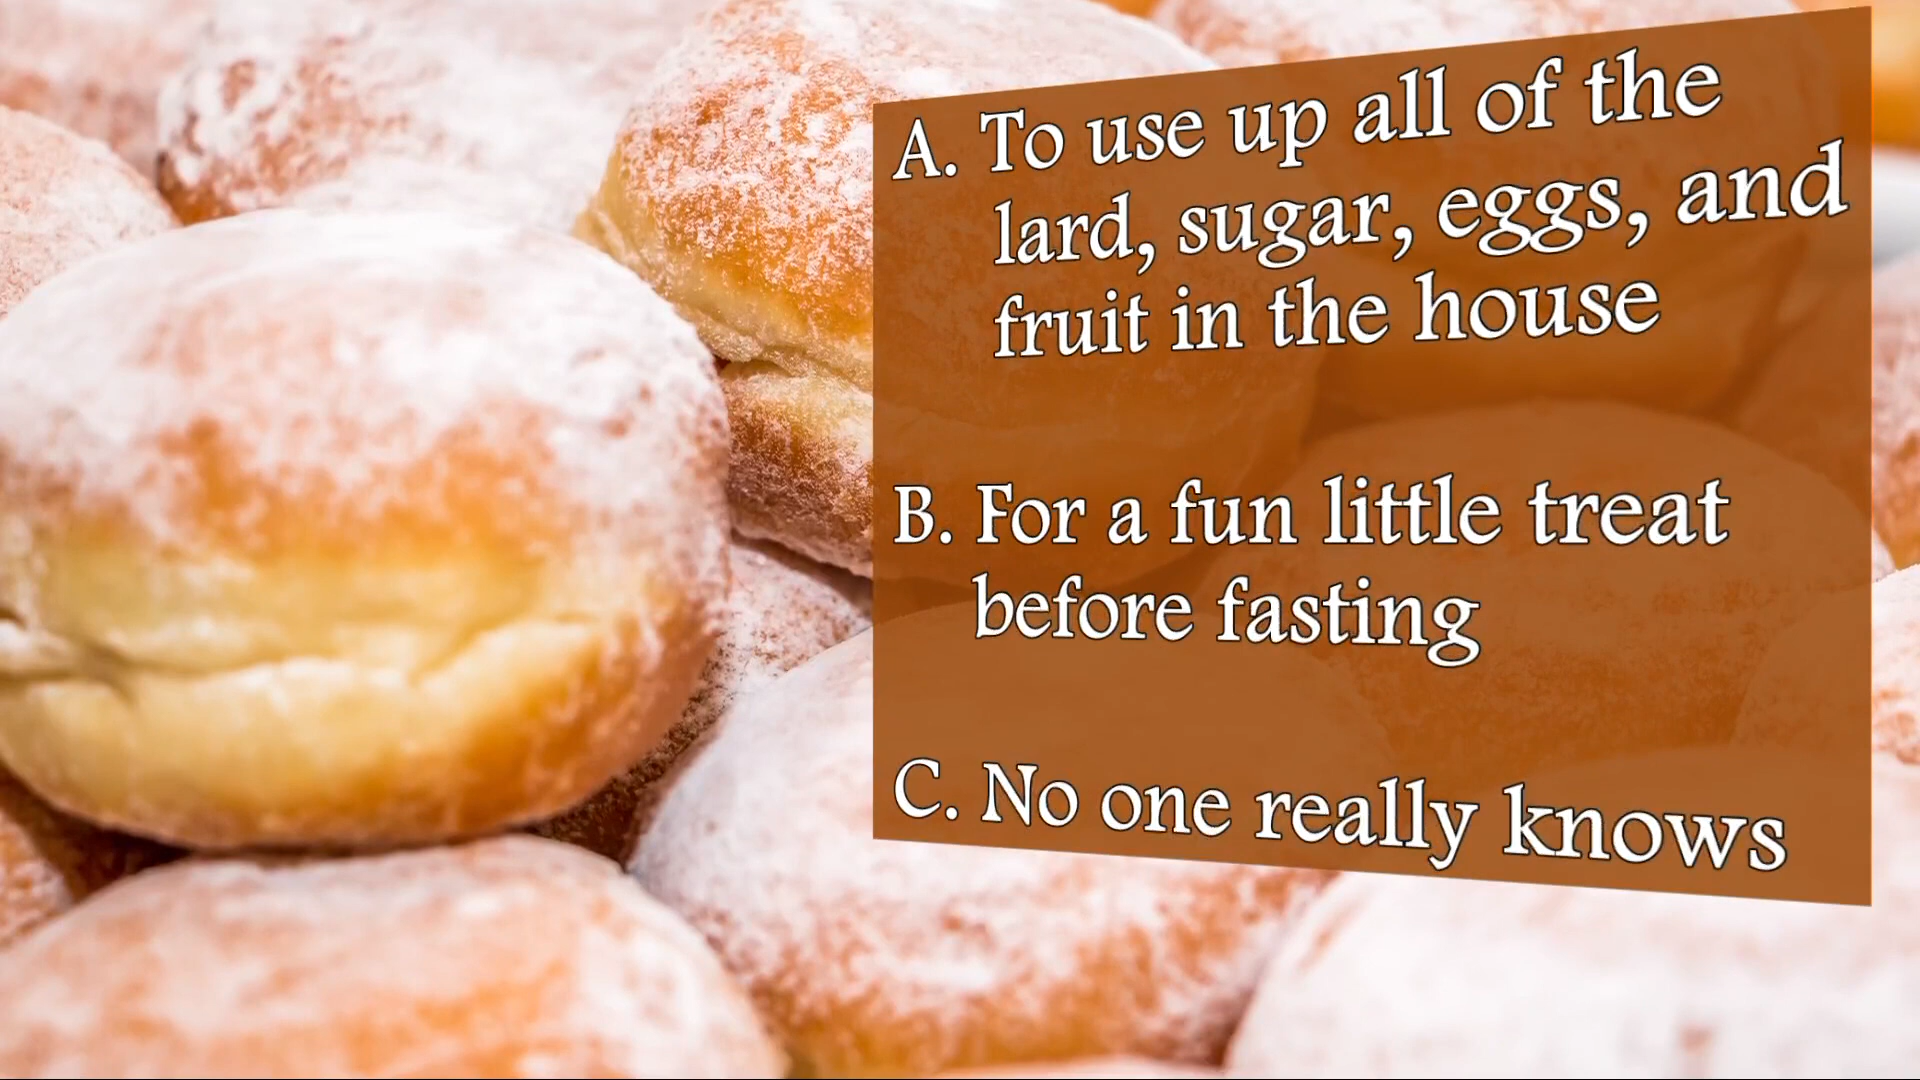 A. To use up all of the
lard, sugar, eggs, and
fruit in the house
B. For a fun little treat
before fasting
C. No one really knows